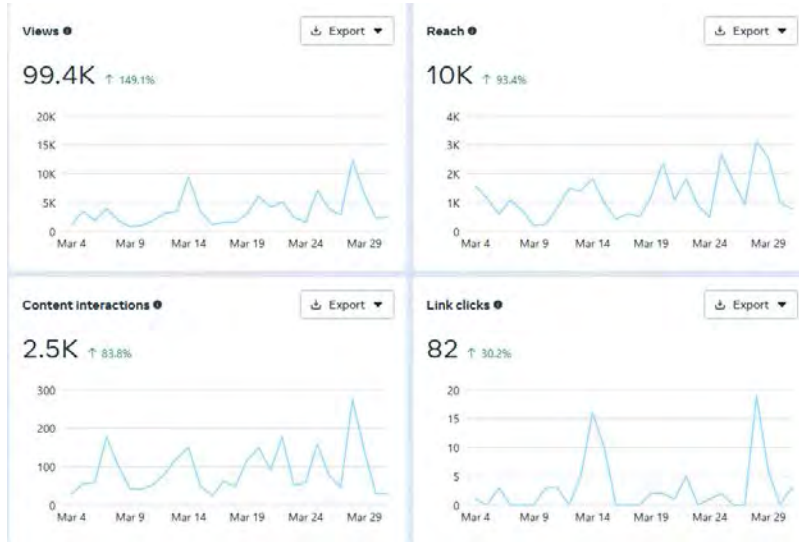 Views
Export
99.4K ↑ 149.1%
20K
15K
10K
5K
0
Mar 4 Mar 9 Mar 14 Mar 19 Mar 24 Mar 29
Reach
Export
10K ↑ 93.4%
4K
3K
2K
1K
0
Mar 4 Mar 9 Mar 14 Mar 19 Mar 24 Mar 29
Content interactions
Export
2.5K ↑ 83.8%
300
200
100
0
Mar 4 Mar 9 Mar 14 Mar 19 Mar 24 Mar 29
Link clicks
Export
82 ↑ 30.2%
20
15
10
5
0
Mar 4 Mar 9 Mar 14 Mar 19 Mar 24 Mar 29